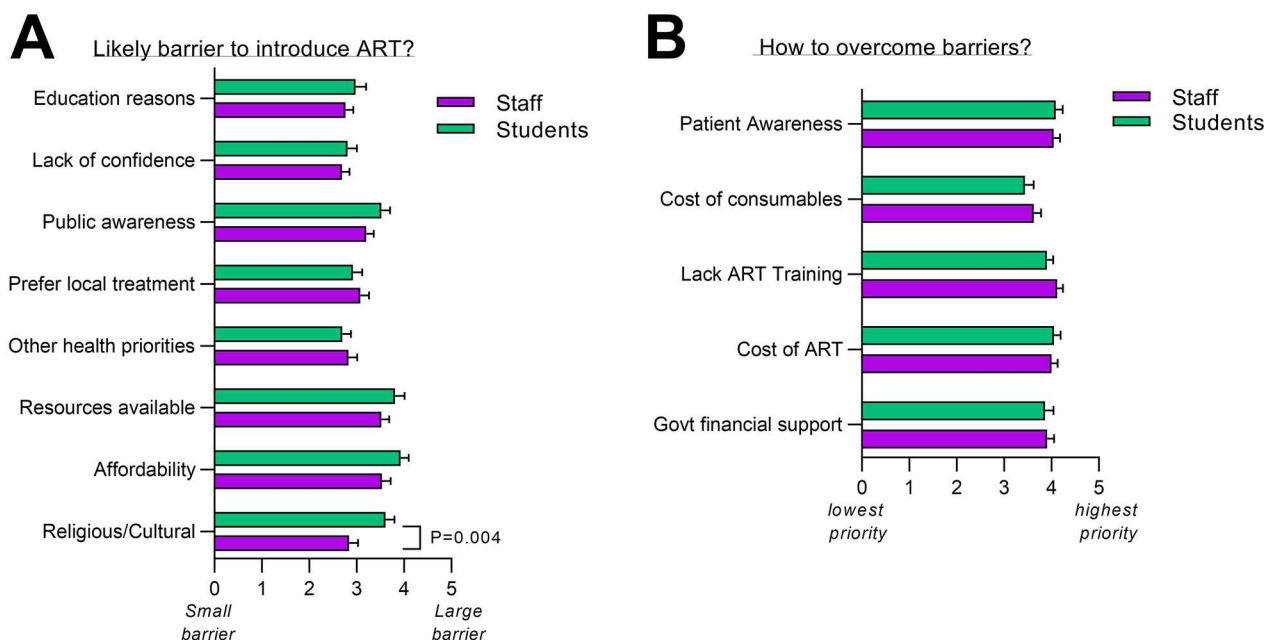 A
Likely barrier to introduce ART?
Staff
Students
Education reasons
Lack of confidence
Public awareness
Prefer local treatment
Other health priorities
Resources available
Affordability
Religious/Cultural
P=0.004
0 1 2 3 4 5
Small
barrier
Large
barrier
B
How to overcome barriers?
Staff
Students
Patient Awareness
Cost of consumables
Lack ART Training
Cost of ART
Govt financial support
0 1 2 3 4 5
lowest
priority
highest
priority